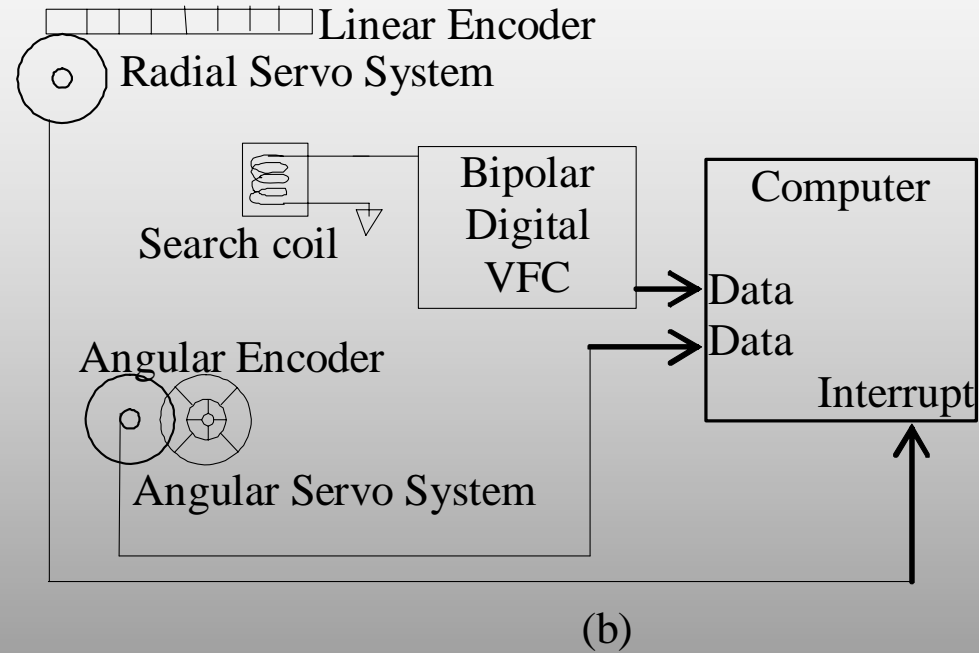 Linear Encoder
Radial Servo System
Search coil
Bipolar
Digital
VFC
Computer
Data
Data
Interrupt
Angular Encoder
Angular Servo System
(b)